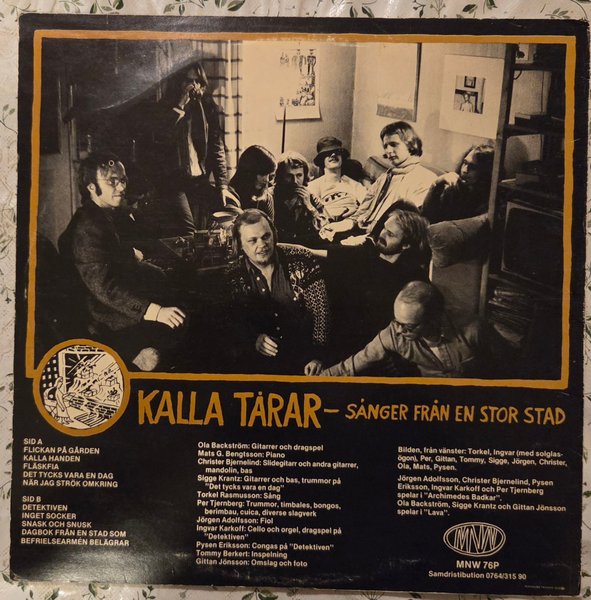 KALLA TÅRAR – SÅNGER FRÅN EN STOR STAD
SID A
FLICKAN PÅ GÅRDEN
KALLA HANDEN
FLÄSKFIA
DET TYCKS VARA EN DAG
NÄR JAG STRÖK OMKRING
SID B
DETEKTIVEN
INGET SOCKER
SNASK OCH SNUSK
DAGBOK FRÅN EN STAD SOM
BEFRIELSEARMÉN BELÄGRAR
Ola Backström: Gitarrer och dragspel
Mats G. Bengtsson: Piano
Christer Bjernelind: Slidegitarr och andra gitarrer,
mandolin, bas
Sigge Krantz: Gitarrer och bas, trummor på
"Det tycks vara en dag"
Torkel Rasmusson: Sång
Per Tjernberg: Trummor, timbales, bongos,
berimbau, cuica, diverse slagverk
Jörgen Adolfsson: Fiol
Ingvar Karkoff: Cello och orgel, dragspel på
"Detektiven"
Pysen Eriksson: Congas på "Detektiven"
Tommy Berkert: Inspelning
Gittan Jönsson: Omslag och foto
Bilden, från vänster: Torkel, Ingvar (med solglas-
ögon), Per, Gittan, Tommy, Sigge, Jörgen, Christer,
Ola, Mats, Pysen.
Jörgen Adolfsson, Christer Bjernelind, Pysen
Eriksson, Ingvar Karkoff och Per Tjernberg
spelar i "Archimedes Badkar".
Ola Backström, Sigge Krantz och Gittan Jönsson
spelar i "Lava".
MNW
MNW 76P
Samdistribution 0764/315 90